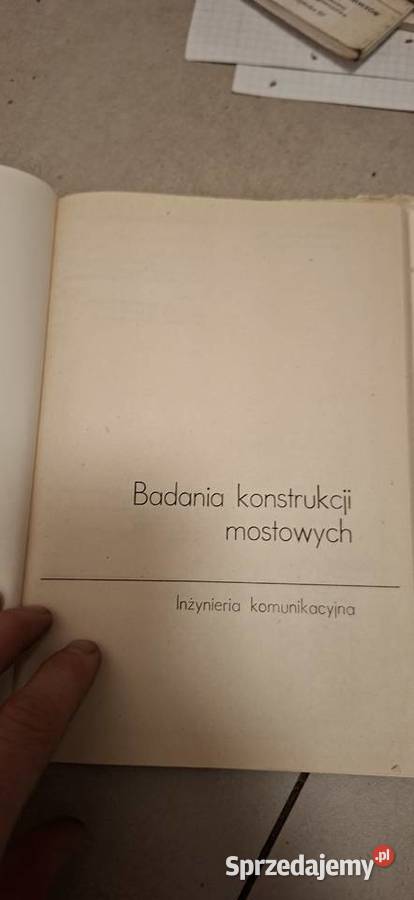 Badania konstrukcji
mostowych
Inżynieria komunikacyjna
Sprzedajemy.pl